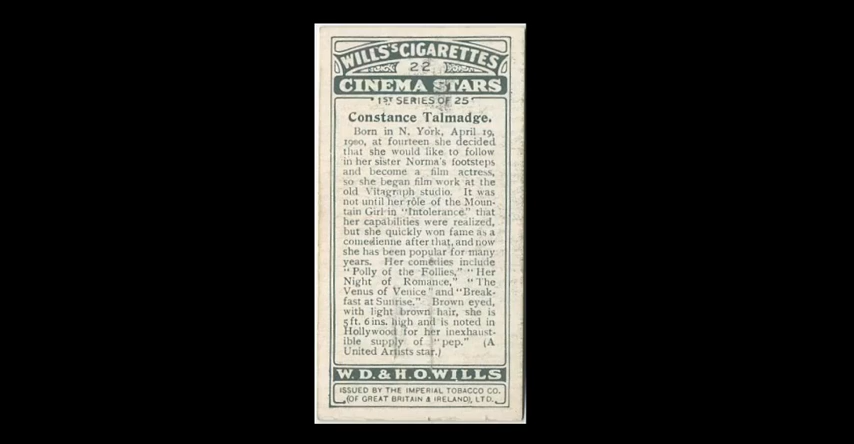 WILLS'S CIGARETTES
22
CINEMA STARS
1ST SERIES OF 25
Constance Talmadge.
Born in N. York, April 19,
1900, at fourteen she decided
that she would like to follow
in her sister Norma's footsteps
and become a film actress,
so she began film work at the
old Vitagraph studio. It was
not until her rôle of the Moun-
tain Girl in "Intolerance" that
her capabilities were realized,
but she quickly won fame as a
comedienne after that, and now
she has been popular for many
years. Her comedies include
"Polly of the Follies," "Her
Night of Romance," "The
Venus of Venice" and "Break-
fast at Sunrise." Brown eyed,
with light brown hair, she is
5 ft. 6 ins. high and is noted in
Hollywood for her inexhaust-
ible supply of "pep." (A
United Artists star.)
W. D. & H. O. WILLS
ISSUED BY THE IMPERIAL TOBACCO CO.
(OF GREAT BRITAIN & IRELAND), LTD.